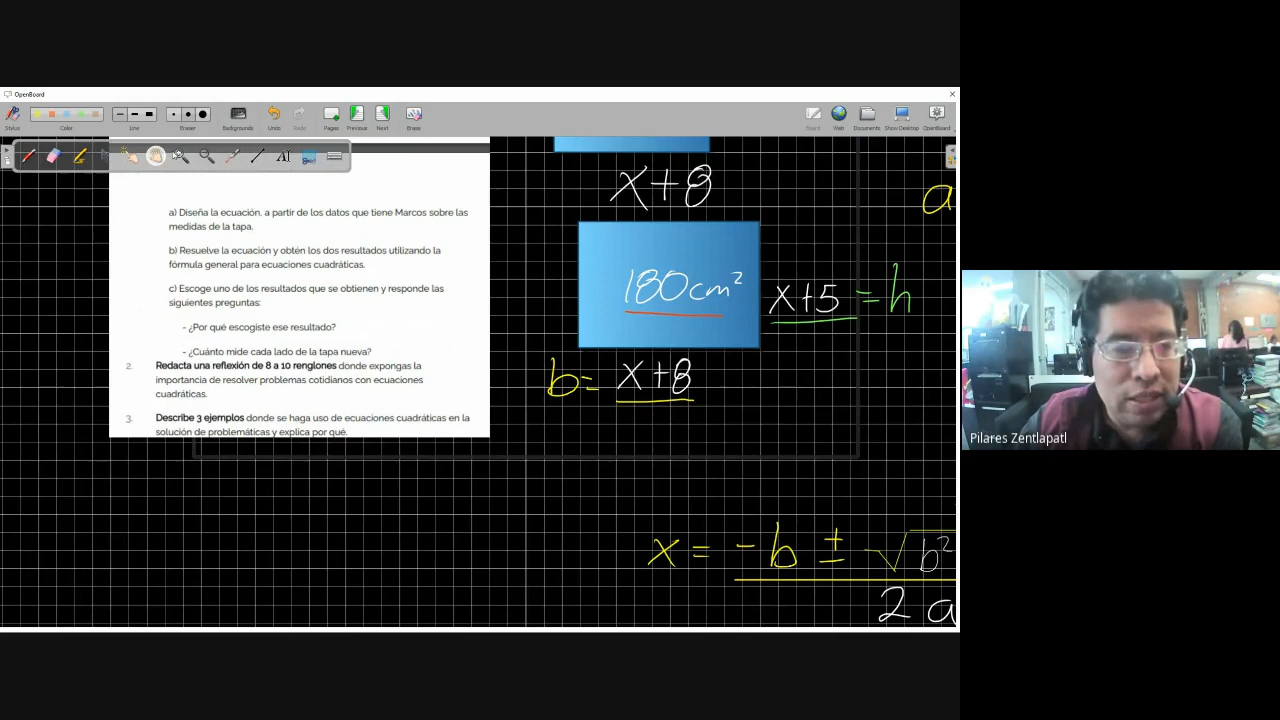 OpenBoard
Stylus
Color
Line
Eraser
Backgrounds
Undo
Redo
Pages
Previous
Next
Erase
Board
Web
Documents
Show Desktop
OpenBoard
a) Diseña la ecuación, a partir de los datos que tiene Marcos sobre las
medidas de la tapa.
b) Resuelve la ecuación y obtén los dos resultados utilizando la
fórmula general para ecuaciones cuadráticas.
c) Escoge uno de los resultados que se obtienen y responde las
siguientes preguntas:
- ¿Por qué escogiste ese resultado?
- ¿Cuánto mide cada lado de la tapa nueva?
2. Redacta una reflexión de 8 a 10 renglones donde expongas la
importancia de resolver problemas cotidianos con ecuaciones
cuadráticas.
3. Describe 3 ejemplos donde se haga uso de ecuaciones cuadráticas en la
solución de problemáticas y explica por qué.
x+8
a
180cm²
x+5 = h
b= x+8
x = -b ± √b²
2a
Pilares Zentlapatl